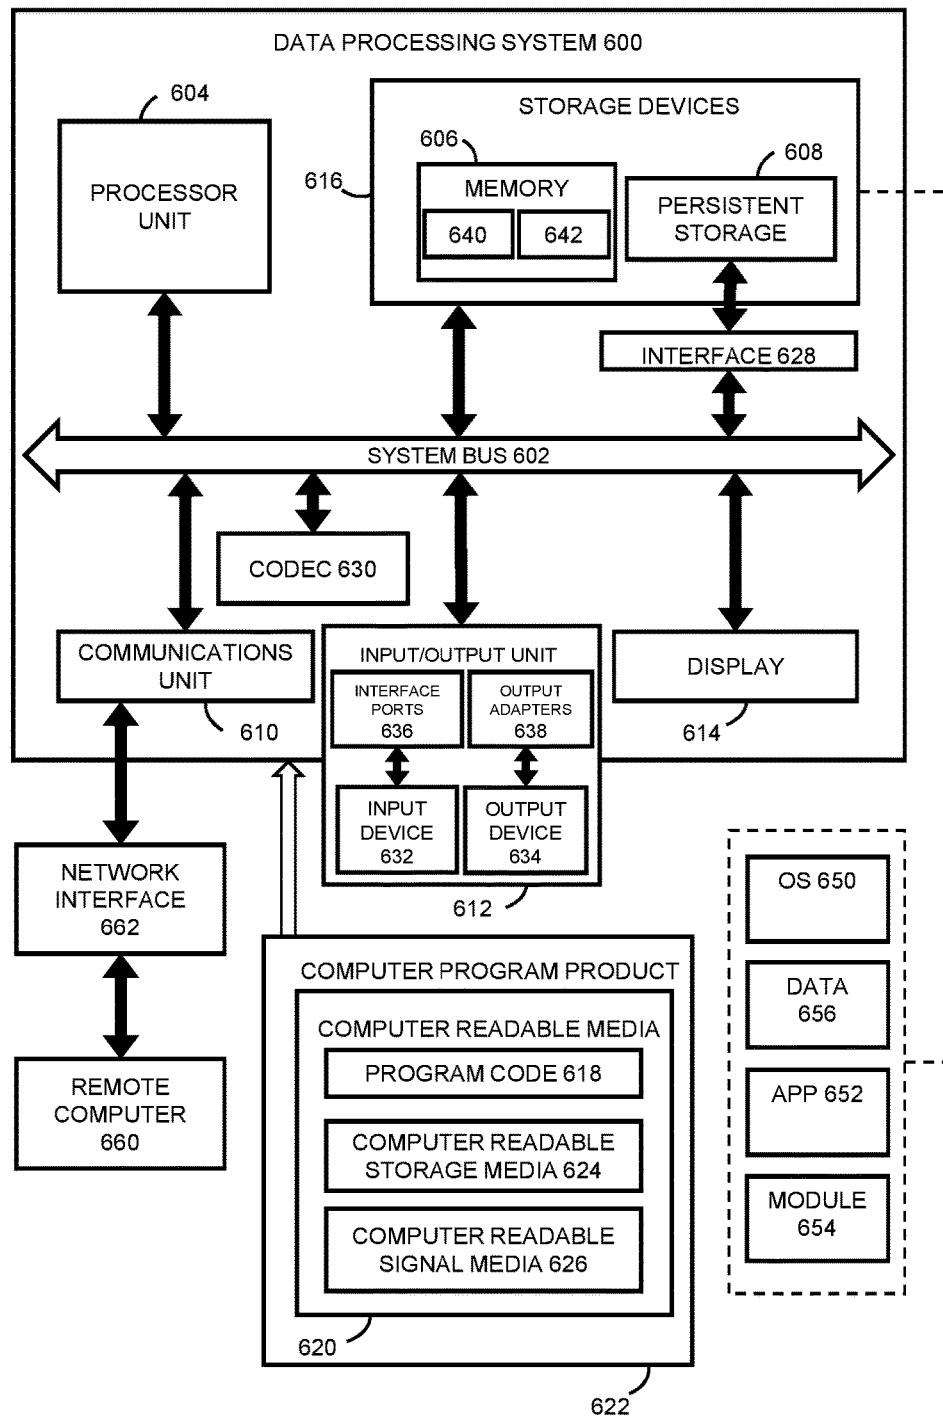 DATA PROCESSING SYSTEM 600
604
PROCESSOR
UNIT
STORAGE DEVICES
616
606
MEMORY
640
642
608
PERSISTENT
STORAGE
INTERFACE 628
SYSTEM BUS 602
CODEC 630
COMMUNICATIONS
UNIT
610
INPUT/OUTPUT UNIT
INTERFACE
PORTS
636
OUTPUT
ADAPTERS
638
INPUT
DEVICE
632
OUTPUT
DEVICE
634
612
DISPLAY
614
NETWORK
INTERFACE
662
REMOTE
COMPUTER
660
COMPUTER PROGRAM PRODUCT
COMPUTER READABLE MEDIA
PROGRAM CODE 618
COMPUTER READABLE
STORAGE MEDIA 624
COMPUTER READABLE
SIGNAL MEDIA 626
620
622
OS 650
DATA
656
APP 652
MODULE
654